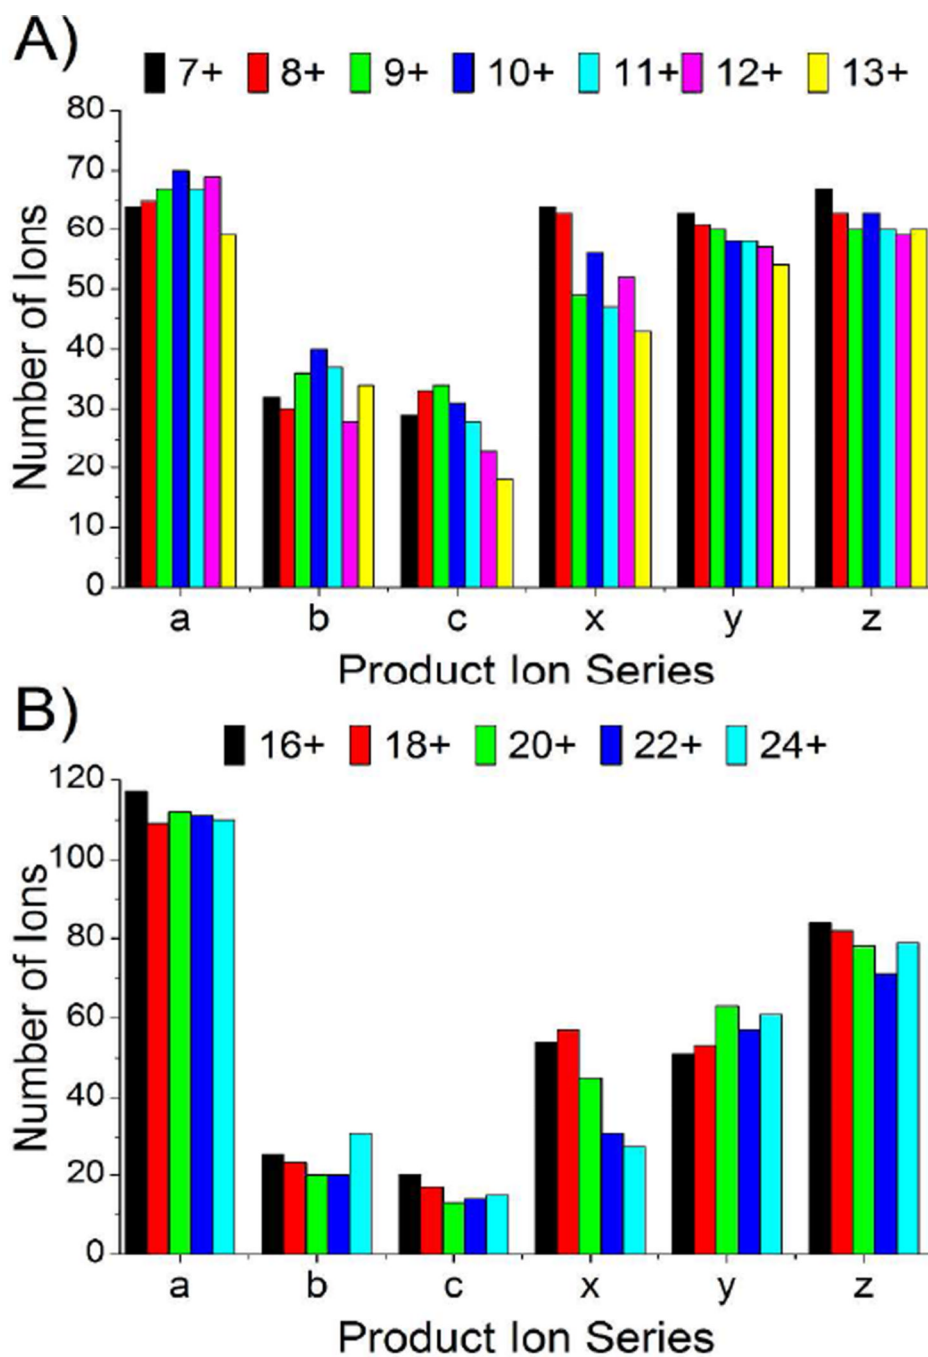 A)
7+ 8+ 9+ 10+ 11+ 12+ 13+
80
70
60
50
40
30
20
10
0
Number of Ions
a b c x y z
Product Ion Series
B)
16+ 18+ 20+ 22+ 24+
120
100
80
60
40
20
0
Number of Ions
a b c x y z
Product Ion Series